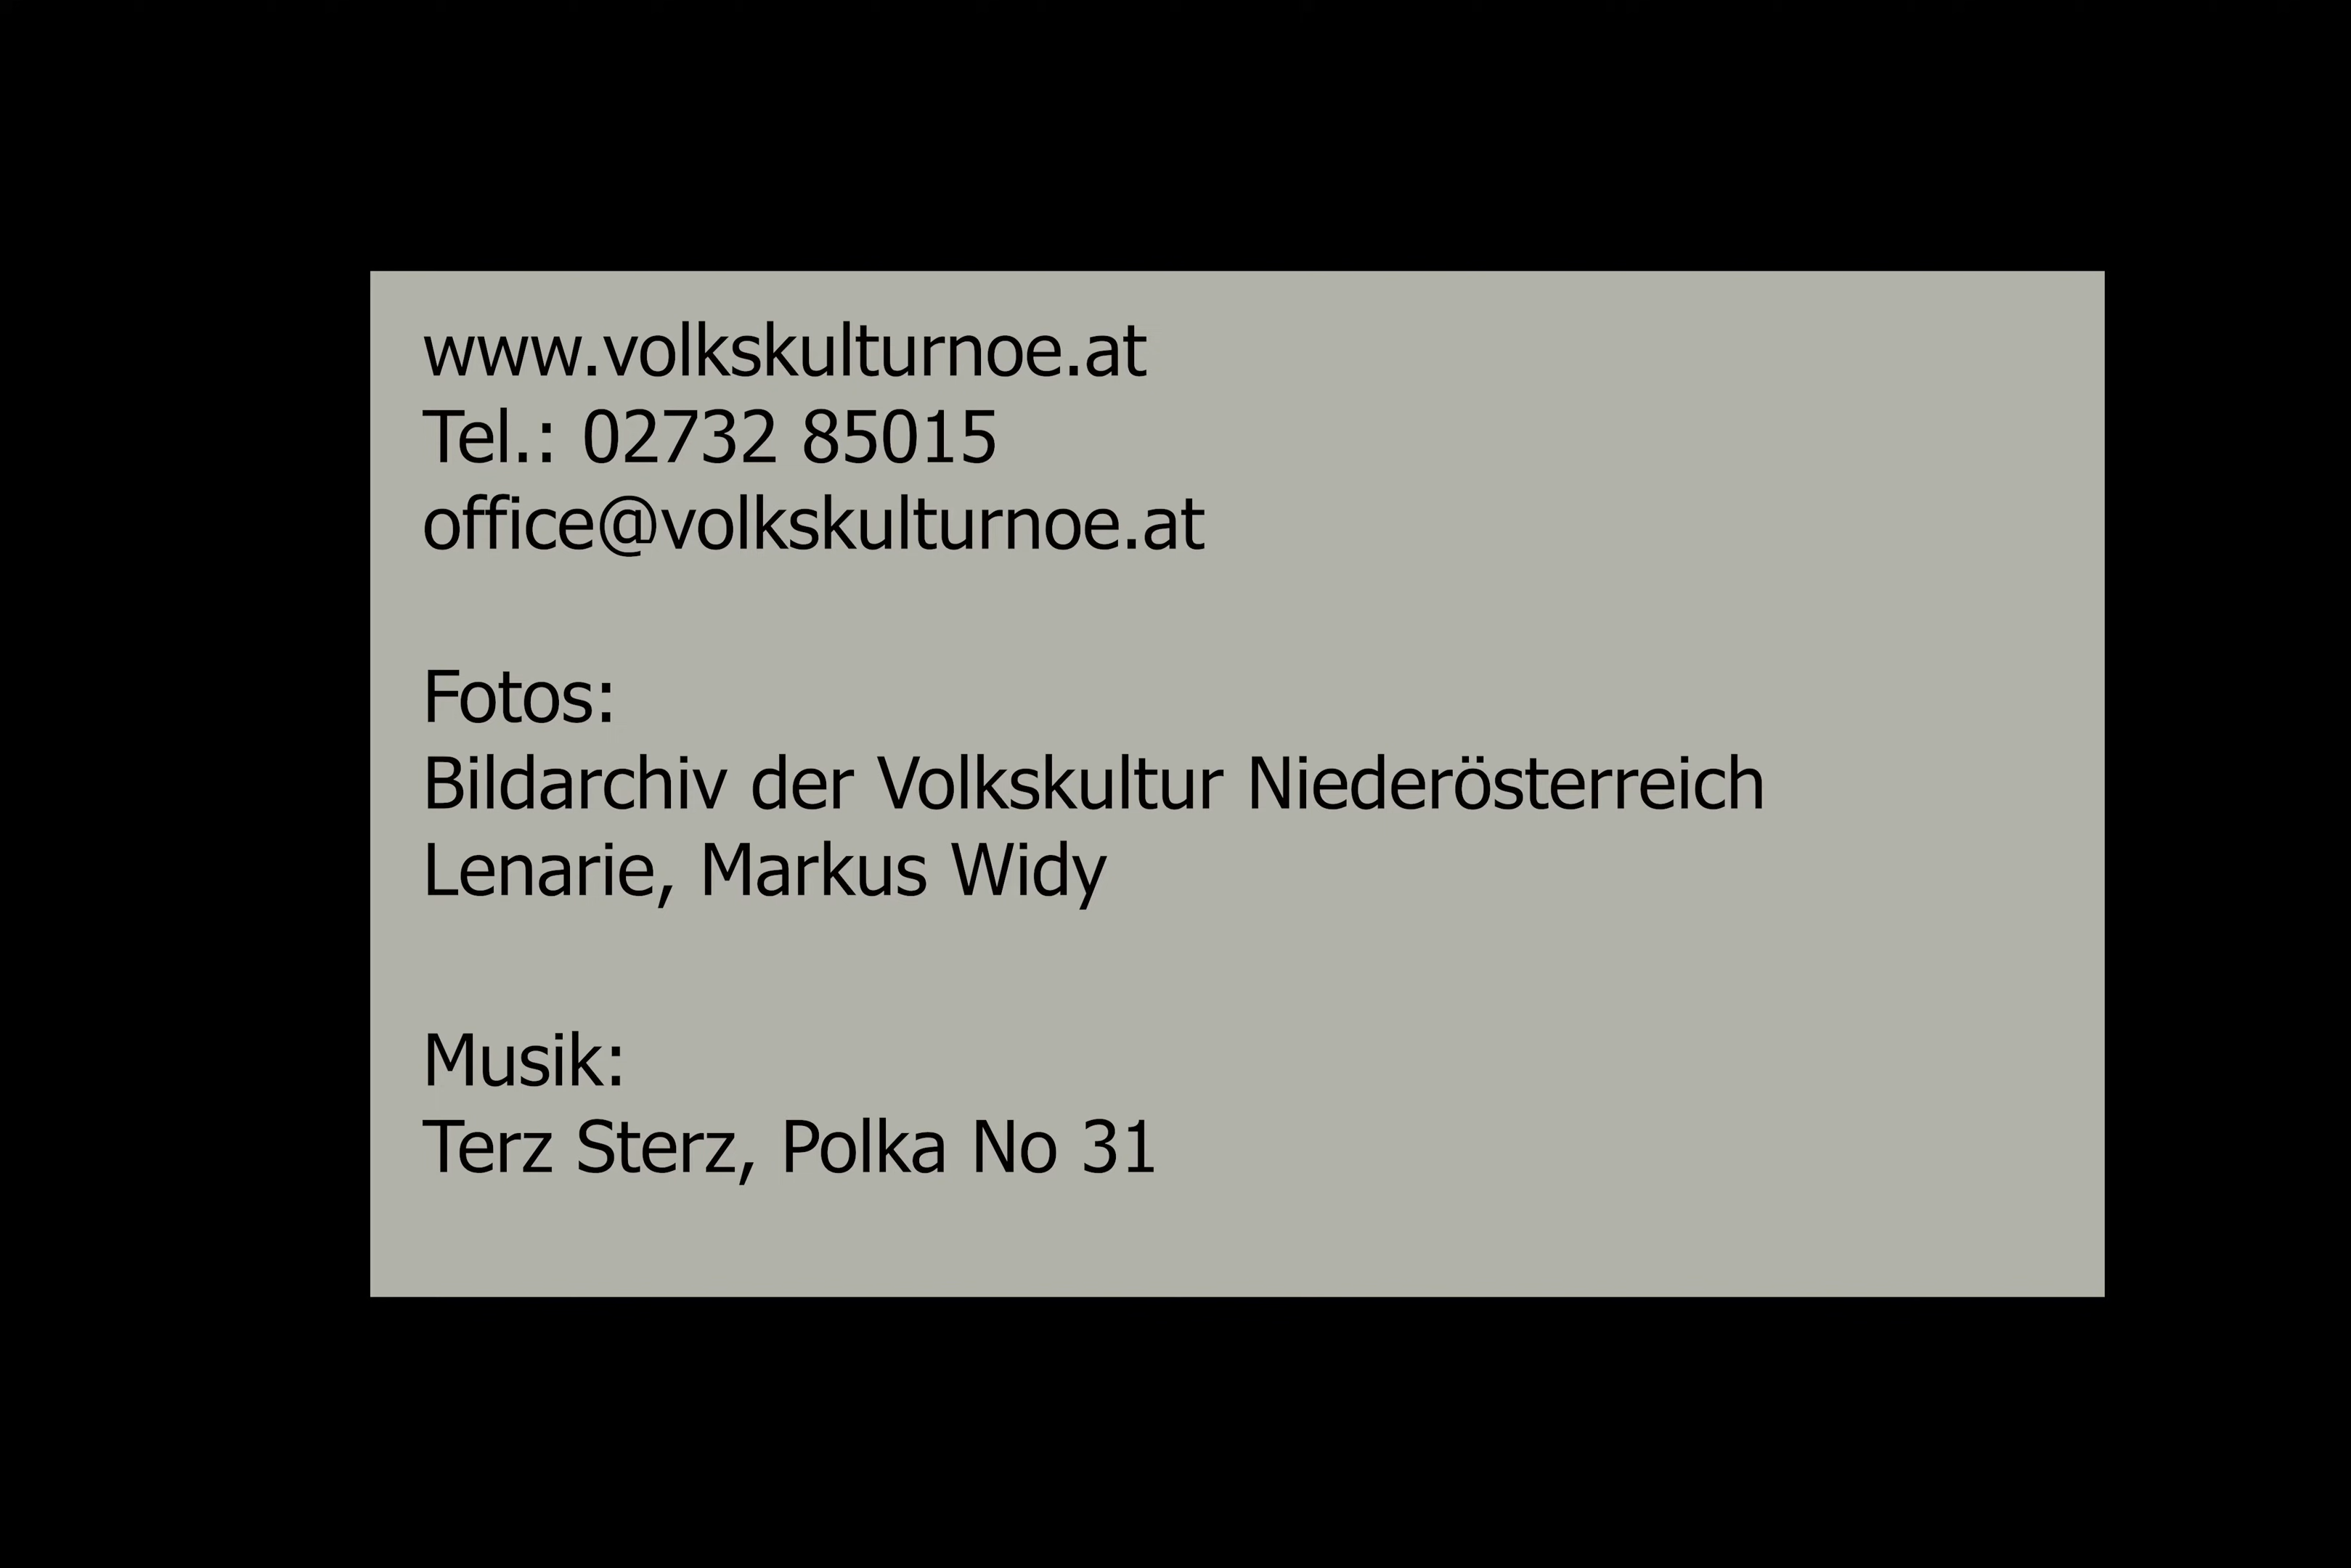 www.volkskulturnoe.at
Tel.: 02732 85015
office@volkskulturnoe.at
Fotos:
Bildarchiv der Volkskultur Niederösterreich
Lenarie, Markus Widy
Musik:
Terz Sterz, Polka No 31